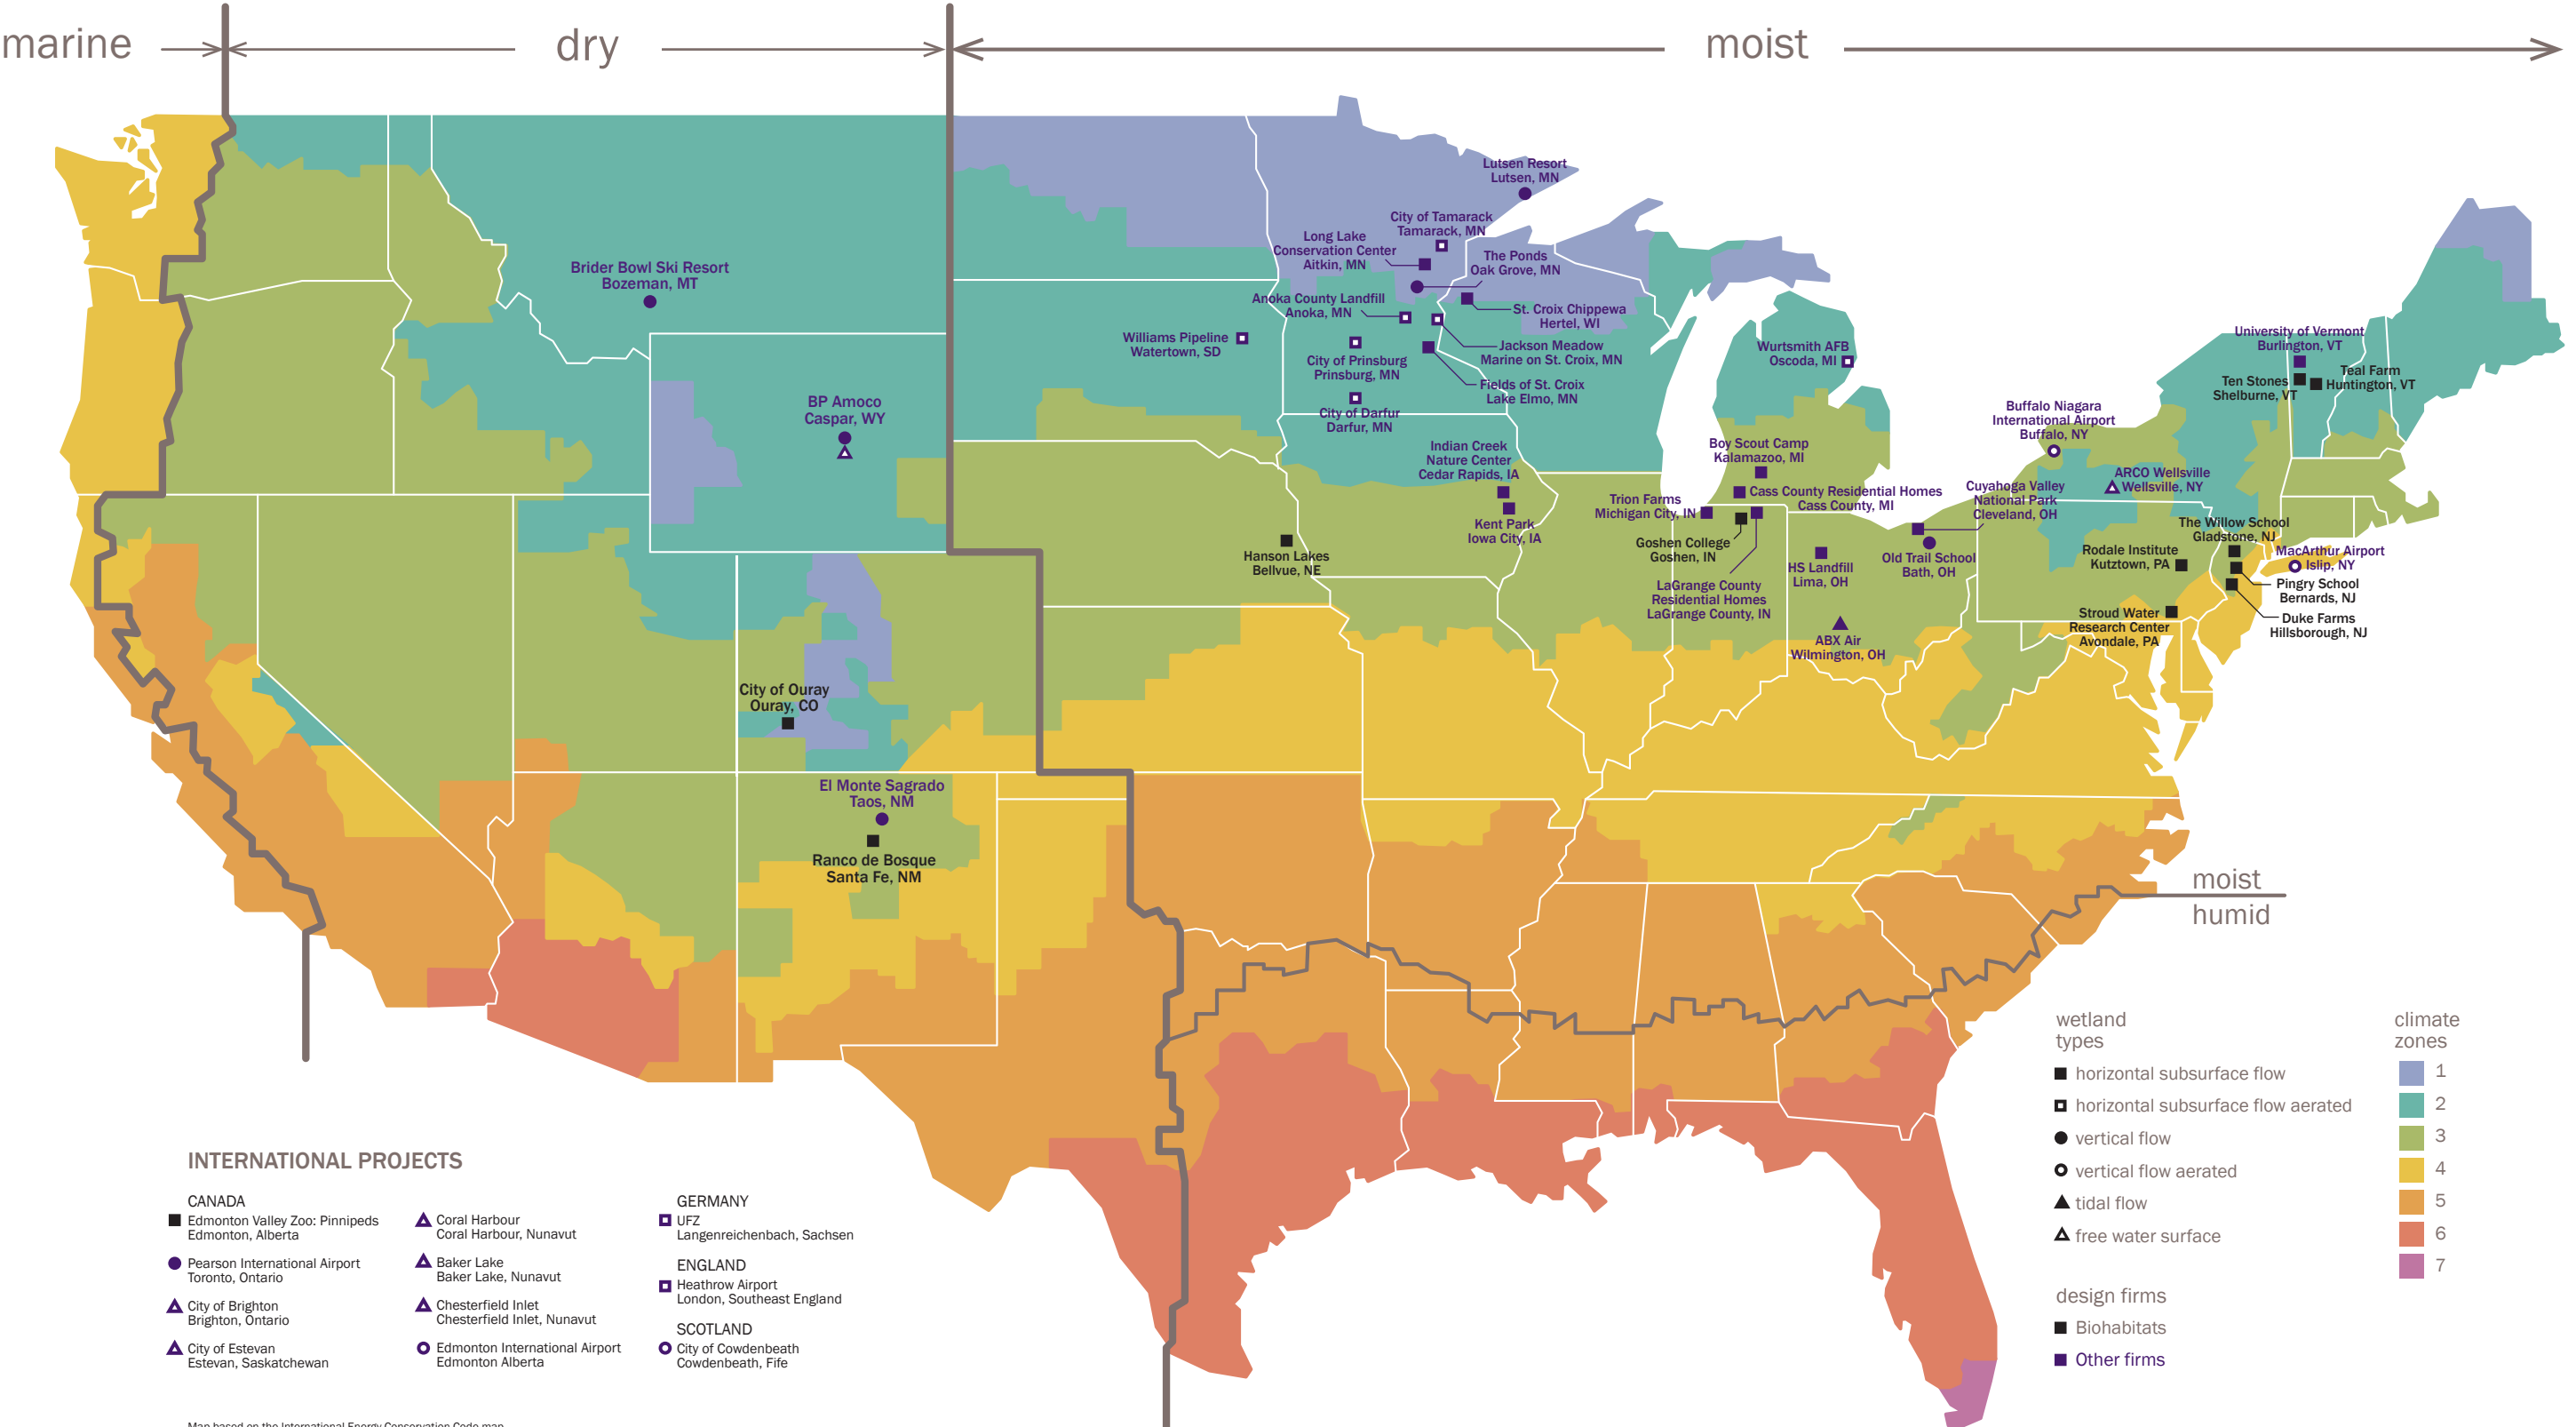 marine
dry
moist
Lutsen Resort
Lutsen, MN
City of Tamarack
Tamarack, MN
Long Lake
Conservation Center
Aitkin, MN
The Ponds
Oak Grove, MN
Brider Bowl Ski Resort
Bozeman, MT
Anoka County Landfill
Anoka, MN
St. Croix Chippewa
Hertel, WI
Williams Pipeline
Watertown, SD
Jackson Meadow
Marine on St. Croix, MN
City of Prinsburg
Prinsburg, MN
Fields of St. Croix
Lake Elmo, MN
City of Darfur
Darfur, MN
Wurtsmith AFB
Oscoda, MI
University of Vermont
Burlington, VT
Ten Stones
Shelburne, VT
Teal Farm
Huntington, VT
BP Amoco
Caspar, WY
Buffalo Niagara
International Airport
Buffalo, NY
Indian Creek
Nature Center
Cedar Rapids, IA
Boy Scout Camp
Kalamazoo, MI
ARCO Wellsville
Wellsville, NY
Cass County Residential Homes
Cass County, MI
Cuyahoga Valley
National Park
Cleveland, OH
Trion Farms
Michigan City, IN
Kent Park
Iowa City, IA
Goshen College
Goshen, IN
The Willow School
Gladstone, NJ
Hanson Lakes
Bellvue, NE
HS Landfill
Lima, OH
Old Trail School
Bath, OH
Rodale Institute
Kutztown, PA
MacArthur Airport
Islip, NY
LaGrange County
Residential Homes
LaGrange County, IN
Pingry School
Bernards, NJ
Stroud Water
Research Center
Avondale, PA
Duke Farms
Hillsborough, NJ
ABX Air
Wilmington, OH
City of Ouray
Ouray, CO
El Monte Sagrado
Taos, NM
Ranco de Bosque
Santa Fe, NM
moist
humid
wetland
types
horizontal subsurface flow
horizontal subsurface flow aerated
vertical flow
vertical flow aerated
tidal flow
free water surface
design firms
Biohabitats
Other firms
climate
zones
1
2
3
4
5
6
7
INTERNATIONAL PROJECTS
CANADA
Edmonton Valley Zoo: Pinnipeds
Edmonton, Alberta
Pearson International Airport
Toronto, Ontario
City of Brighton
Brighton, Ontario
City of Estevan
Estevan, Saskatchewan
Coral Harbour
Coral Harbour, Nunavut
Baker Lake
Baker Lake, Nunavut
Chesterfield Inlet
Chesterfield Inlet, Nunavut
Edmonton International Airport
Edmonton Alberta
GERMANY
UFZ
Langenreichenbach, Sachsen
ENGLAND
Heathrow Airport
London, Southeast England
SCOTLAND
City of Cowdenbeath
Cowdenbeath, Fife
Map based on the International Energy Conservation Code map